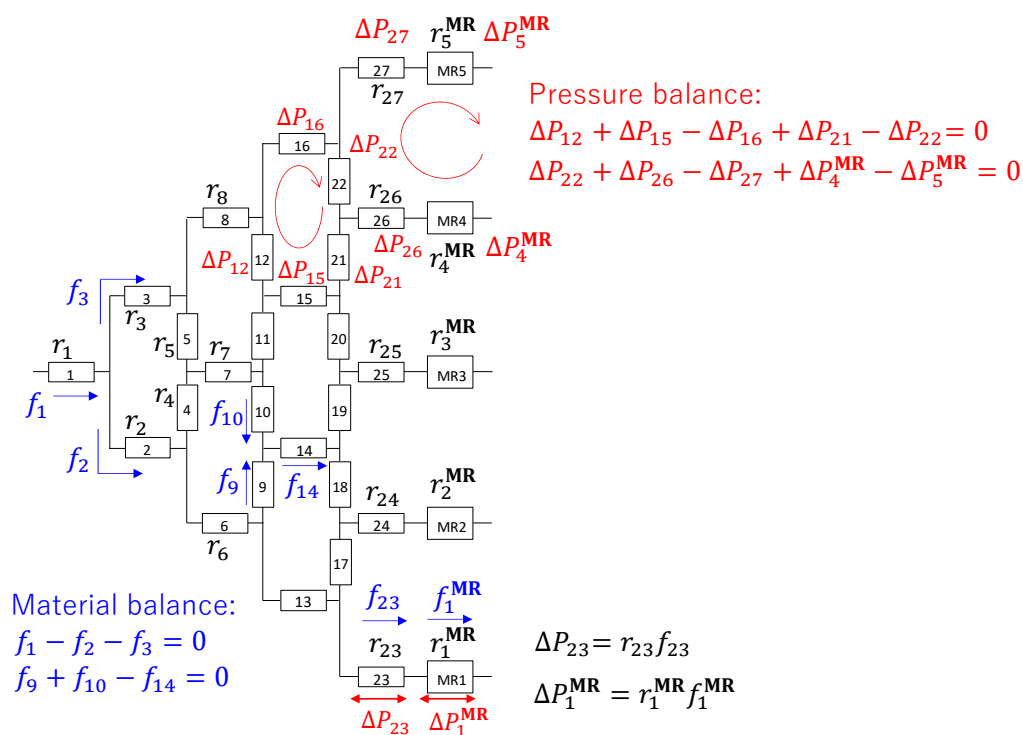 ΔP₂₇ r₅ᴹᴿ ΔP₅ᴹᴿ
27 MR5
r₂₇
Pressure balance:
ΔP₁₂ + ΔP₁₅ − ΔP₁₆ + ΔP₂₁ − ΔP₂₂ = 0
ΔP₂₂ + ΔP₂₆ − ΔP₂₇ + ΔP₄ᴹᴿ − ΔP₅ᴹᴿ = 0
ΔP₁₆
16
ΔP₂₂
22
r₈
8
r₂₆
26 MR4
ΔP₂₆ r₄ᴹᴿ ΔP₄ᴹᴿ
12 21
ΔP₁₂ ΔP₁₅ ΔP₂₁
f₃
3
15
r₃
5 11 20
r₅ r₇ r₂₅ r₃ᴹᴿ
r₁
1 7 25 MR3
f₁
r₄
4 10 19
f₁₀
r₂
2
14
f₂
9 18
f₉ f₁₄
r₂₄ r₂ᴹᴿ
6 24 MR2
r₆
17
13
Material balance:
f₁ − f₂ − f₃ = 0
f₉ + f₁₀ − f₁₄ = 0
f₂₃ f₁ᴹᴿ
r₂₃ r₁ᴹᴿ
23 MR1
ΔP₂₃ ΔP₁ᴹᴿ
ΔP₂₃ = r₂₃f₂₃
ΔP₁ᴹᴿ = r₁ᴹᴿf₁ᴹᴿ